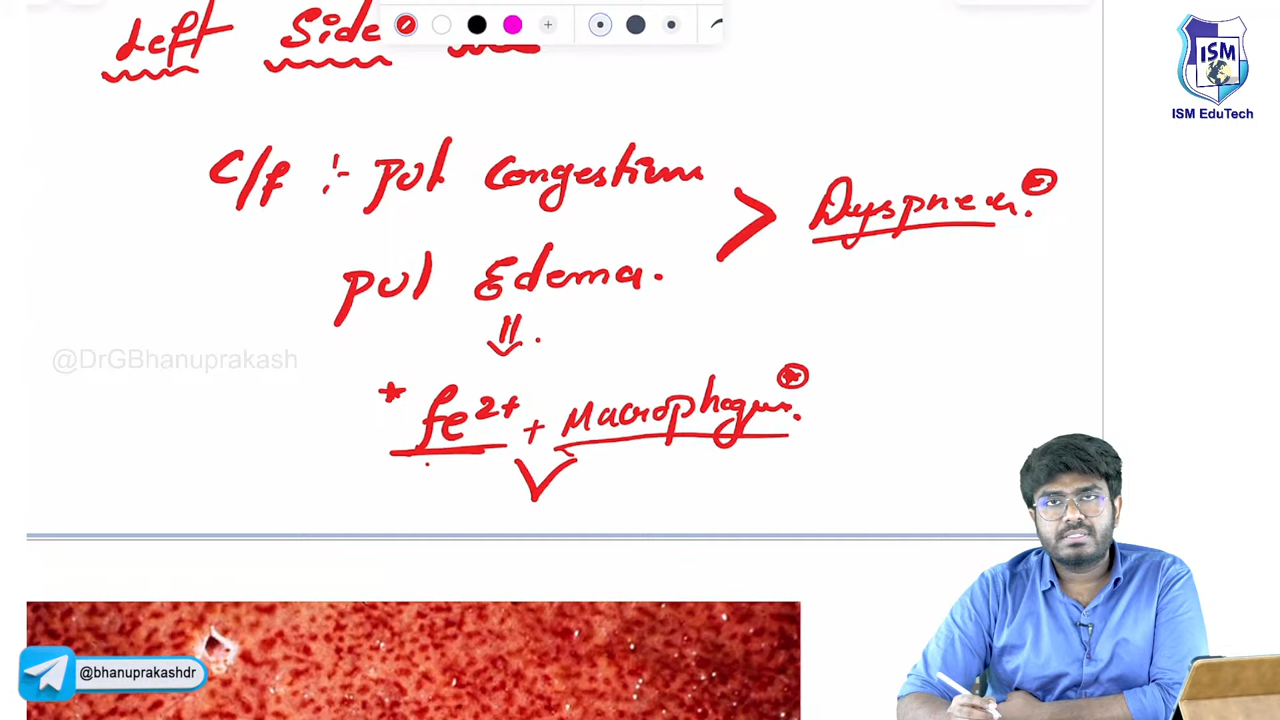 Left Side
ISM
ISM EduTech
C/f :- pul Congestion
Dyspnea.
pul Edema.
@DrGBhanuprakash
* fe2+ + Macrophages.
@bhanuprakashdr